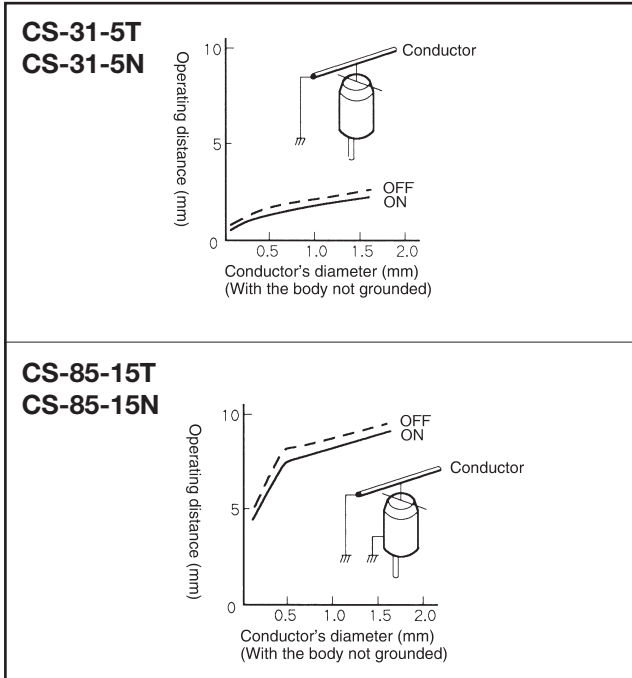 CS-31-5T
CS-31-5N
10
5
0
Operating distance (mm)
Conductor
OFF
ON
0.5 1.0 1.5 2.0
Conductor's diameter (mm)
(With the body not grounded)
CS-85-15T
CS-85-15N
10
5
0
Operating distance (mm)
OFF
ON
Conductor
0.5 1.0 1.5 2.0
Conductor's diameter (mm)
(With the body not grounded)